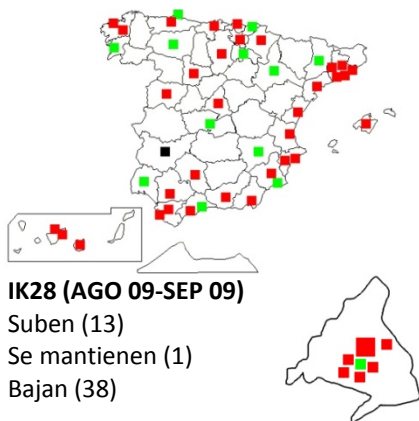 IK28 (AGO 09-SEP 09)
Suben (13)
Se mantienen (1)
Bajan (38)